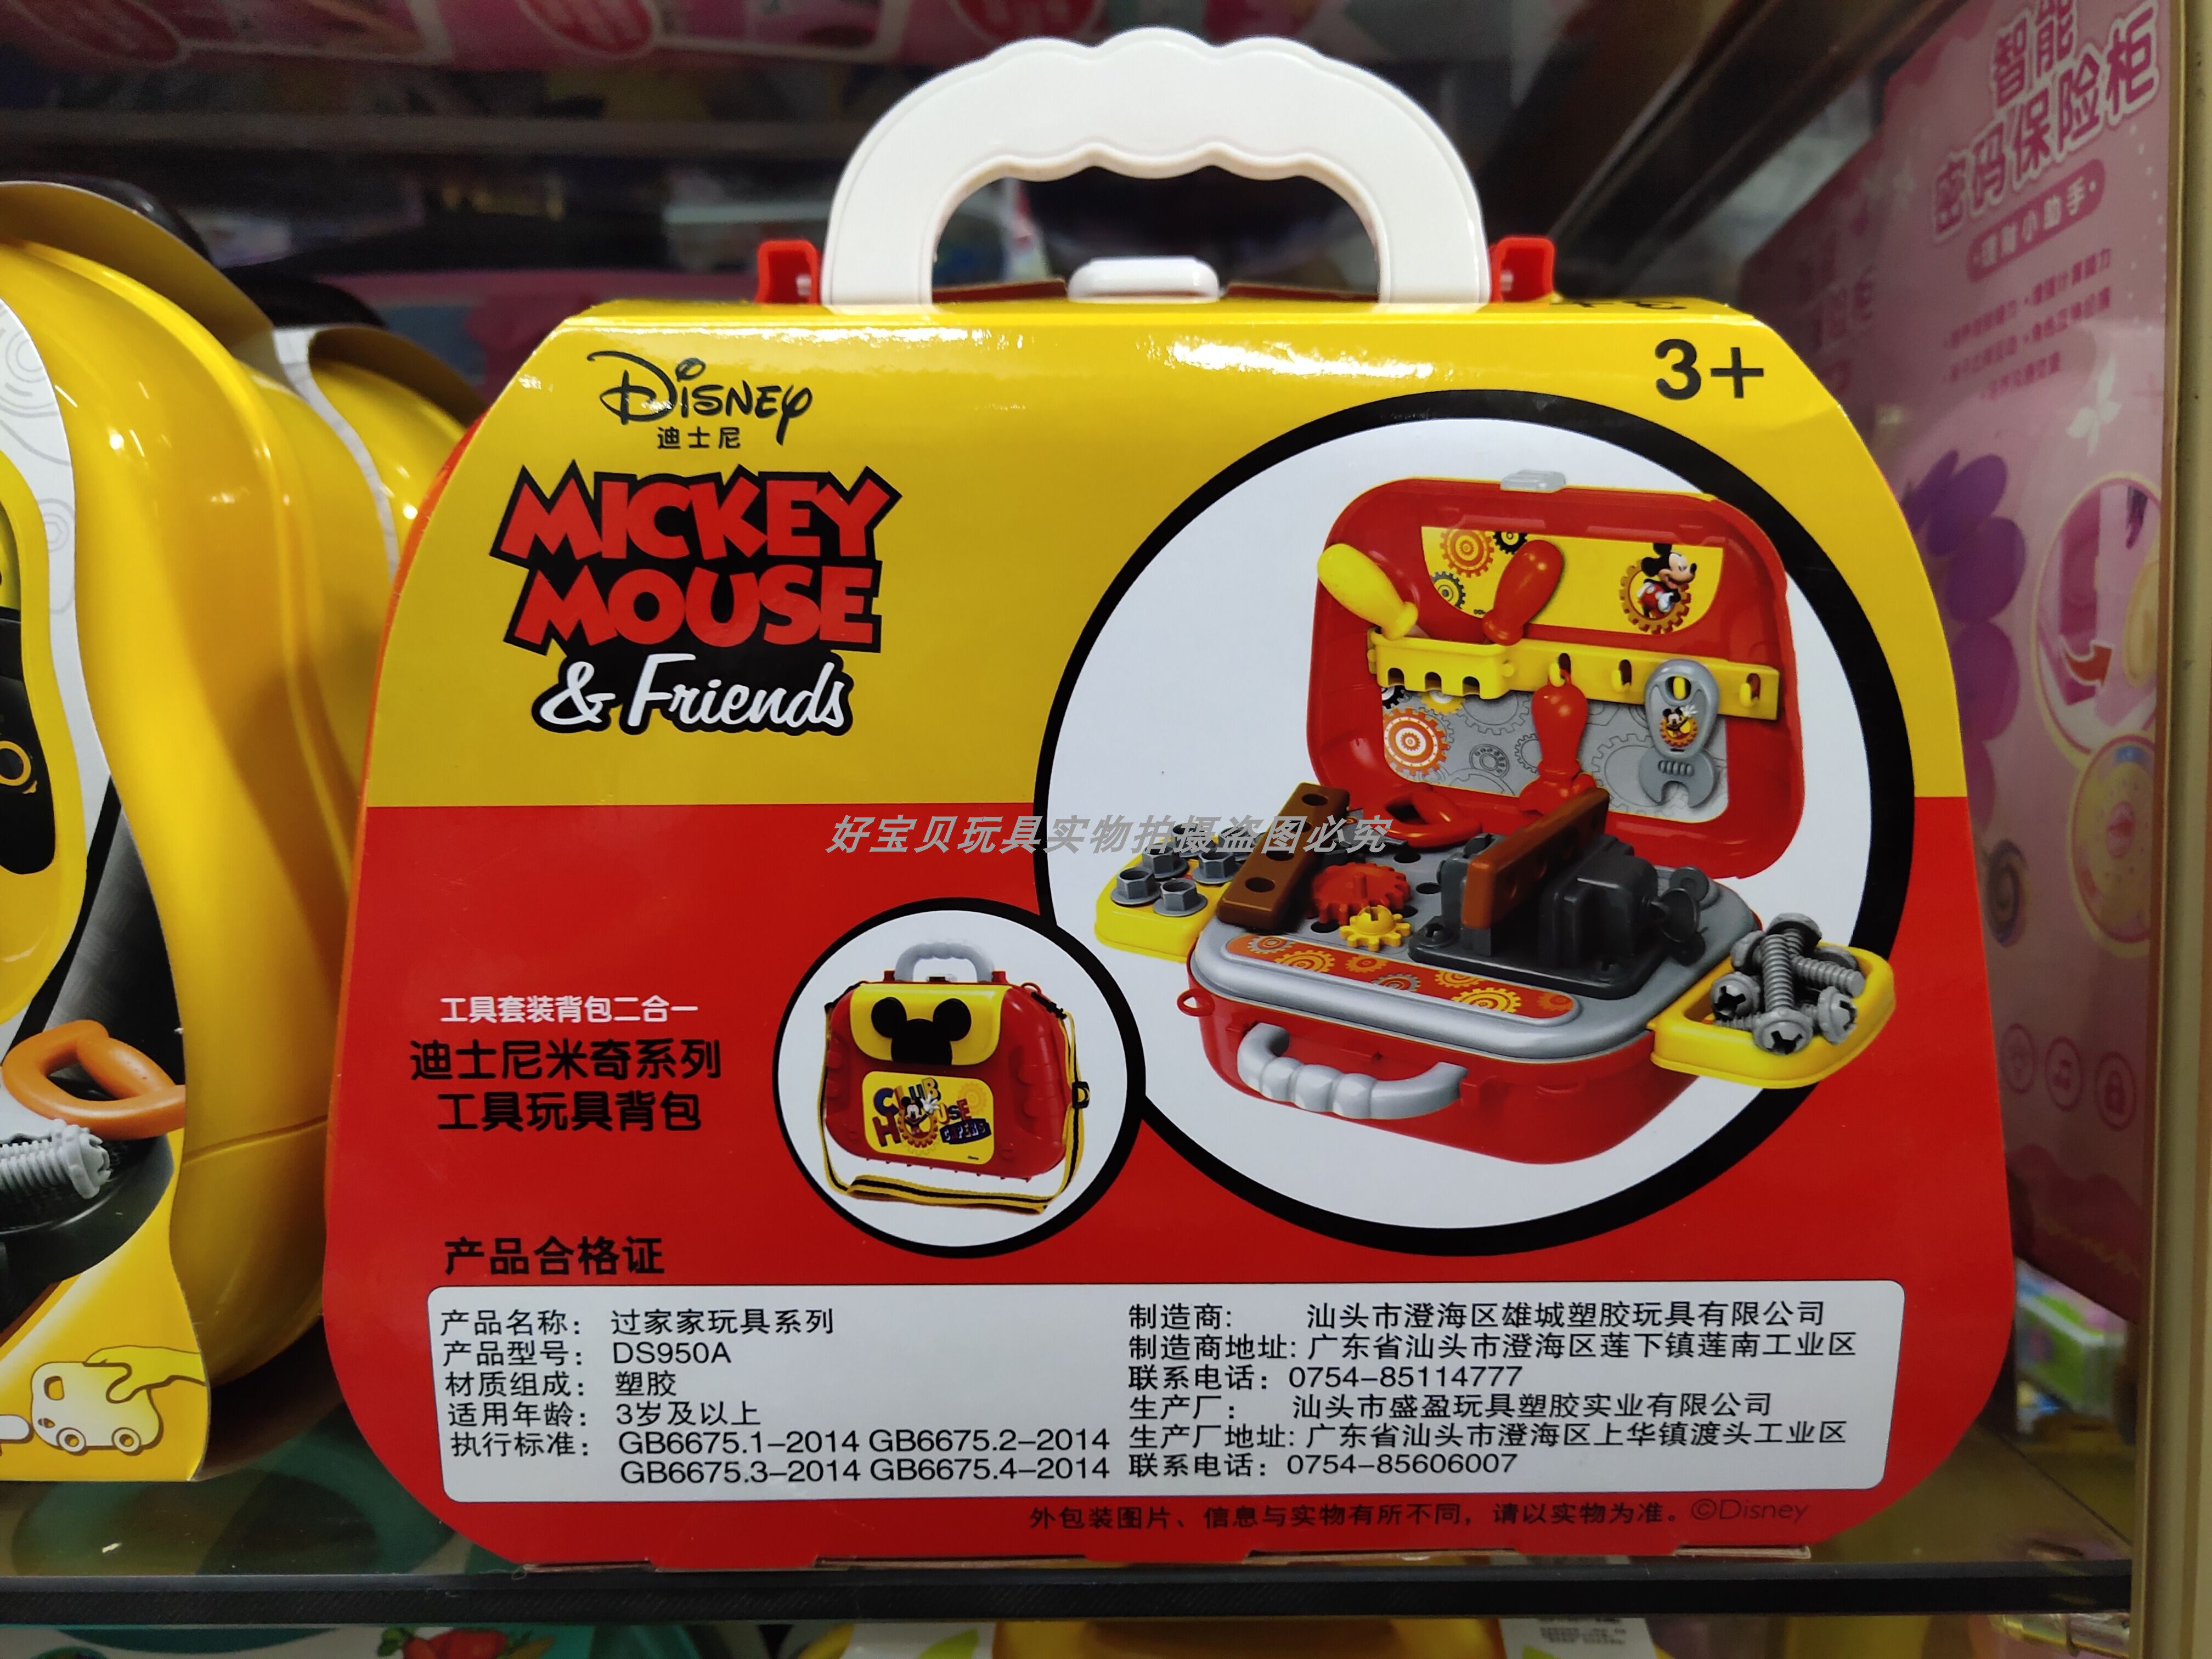 智能
密码保险柜
·理财小助手·
3+
Disney
迪士尼
MICKEY
MOUSE
& Friends
好宝贝玩具实物拍摄盗图必究
CLUB
HOUSE
工具套装背包二合一
迪士尼米奇系列
工具玩具背包
产品合格证
产品名称： 过家家玩具系列
产品型号： DS950A
材质组成： 塑胶
适用年龄： 3岁及以上
执行标准： GB6675.1-2014 GB6675.2-2014
GB6675.3-2014 GB6675.4-2014
制造商: 汕头市澄海区雄城塑胶玩具有限公司
制造商地址: 广东省汕头市澄海区莲下镇莲南工业区
联系电话: 0754-85114777
生产厂: 汕头市盛盈玩具塑胶实业有限公司
生产厂地址: 广东省汕头市澄海区上华镇渡头工业区
联系电话: 0754-85606007
外包装图片、信息与实物有所不同，请以实物为准。©Disney